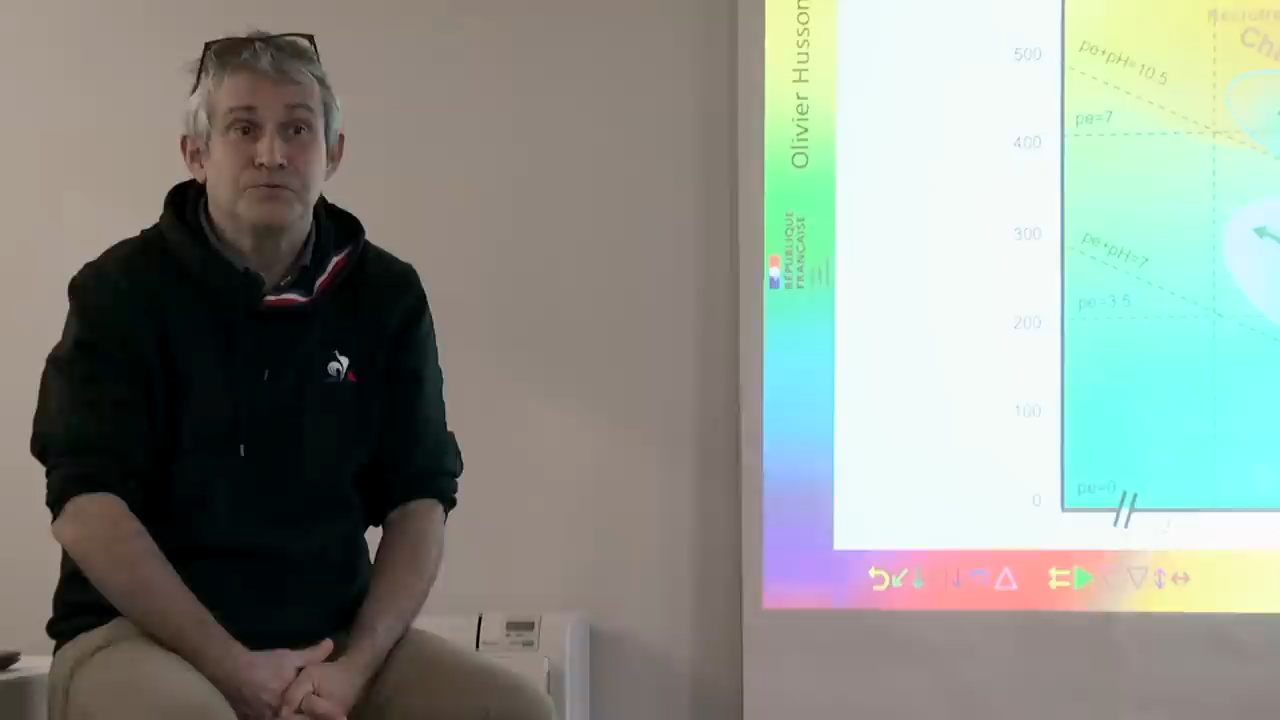 Olivier Husson
RÉPUBLIQUE
FRANÇAISE
500
400
300
200
100
0
pe+pH=10.5
pe=7
pe+pH=7
pe=3.5
pe=0